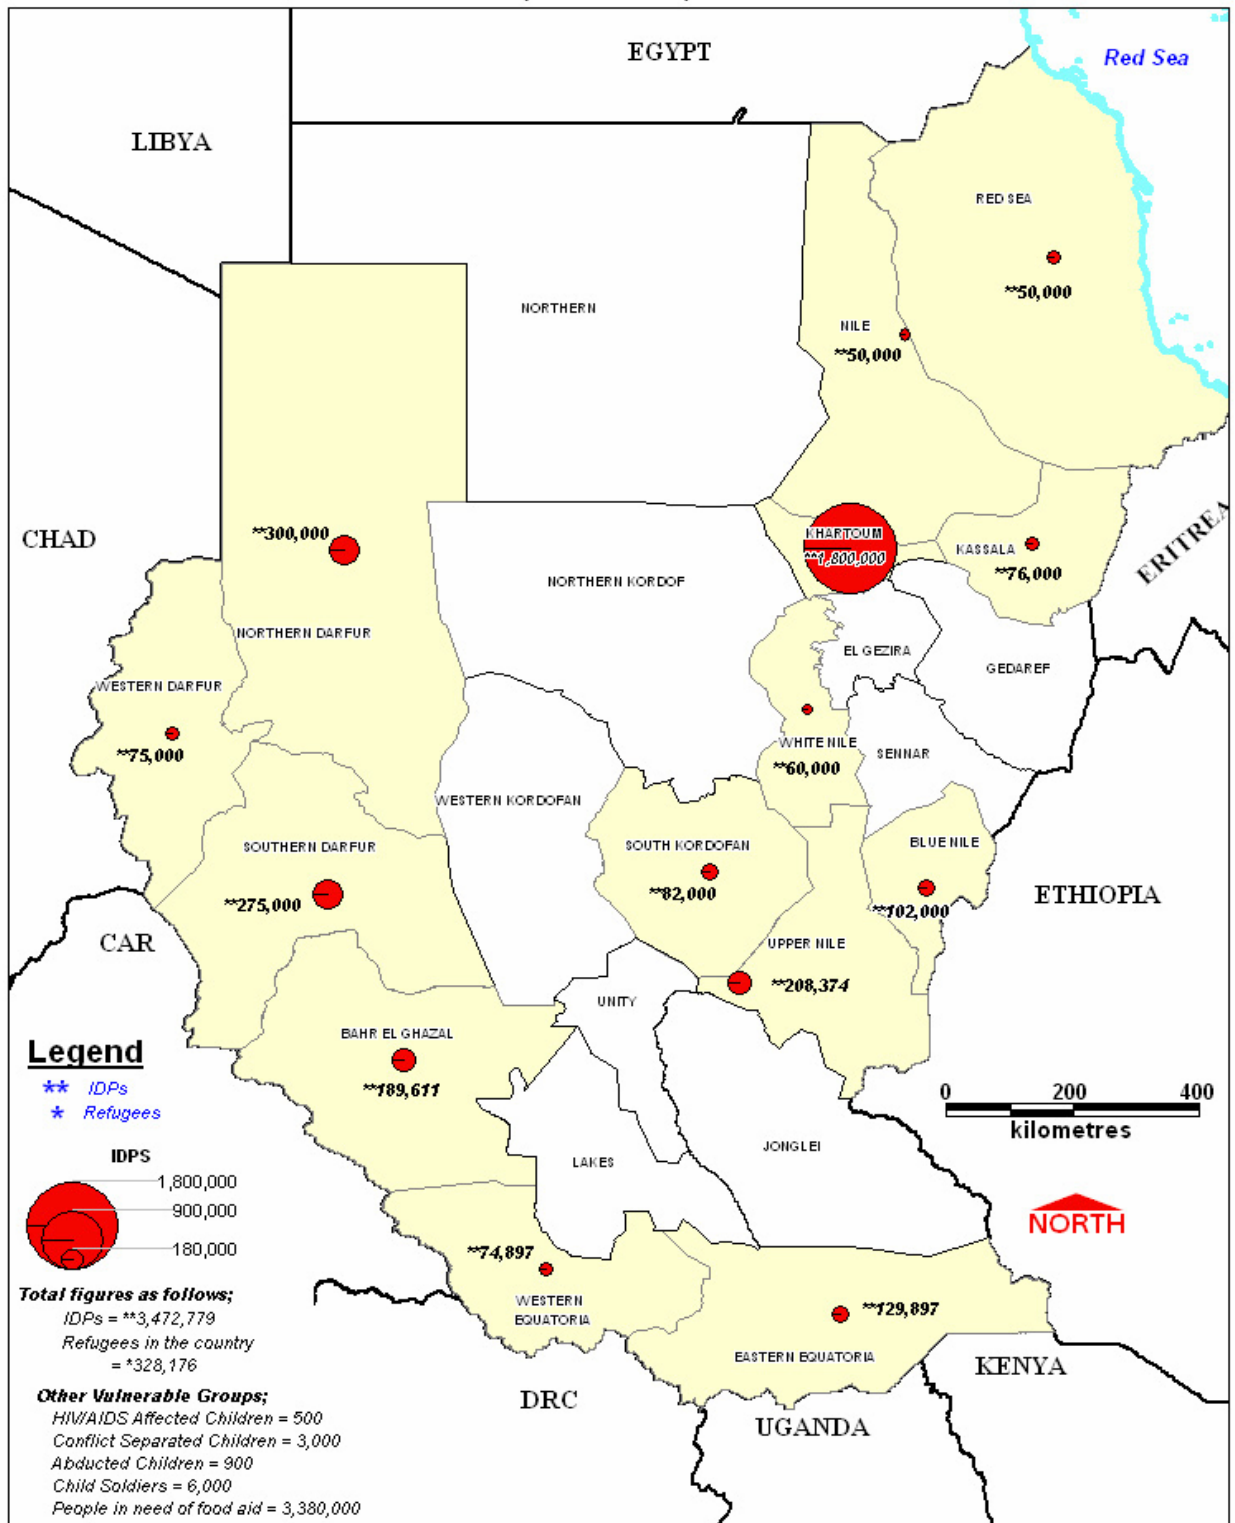 EGYPT
Red Sea
LIBYA
RED SEA
**50,000
NORTHERN
NILE
**50,000
CHAD
**300,000
KHARTOUM
**1,800,000
KASSALA
**76,000
ERITREA
NORTHERN KORDOF
NORTHERN DARFUR
EL GEZIRA
GEDAREF
WESTERN DARFUR
**75,000
WHITE NILE
**60,000
SENNAR
WESTERN KORDOFAN
SOUTHERN DARFUR
**275,000
SOUTH KORDOFAN
**82,000
BLUE NILE
**102,000
ETHIOPIA
CAR
UPPER NILE
**208,374
UNITY
BAHR EL GHAZAL
**189,611
Legend
** IDPs
* Refugees
0 200 400
kilometres
JONGLEI
LAKES
IDPS
1,800,000
900,000
180,000
NORTH
**74,897
WESTERN
EQUATORIA
**129,897
EASTERN EQUATORIA
Total figures as follows;
IDPs = **3,472,779
Refugees in the country
= *328,176
KENYA
DRC
UGANDA
Other Vulnerable Groups;
HIV/AIDS Affected Children = 500
Conflict Separated Children = 3,000
Abducted Children = 900
Child Soldiers = 6,000
People in need of food aid = 3,380,000